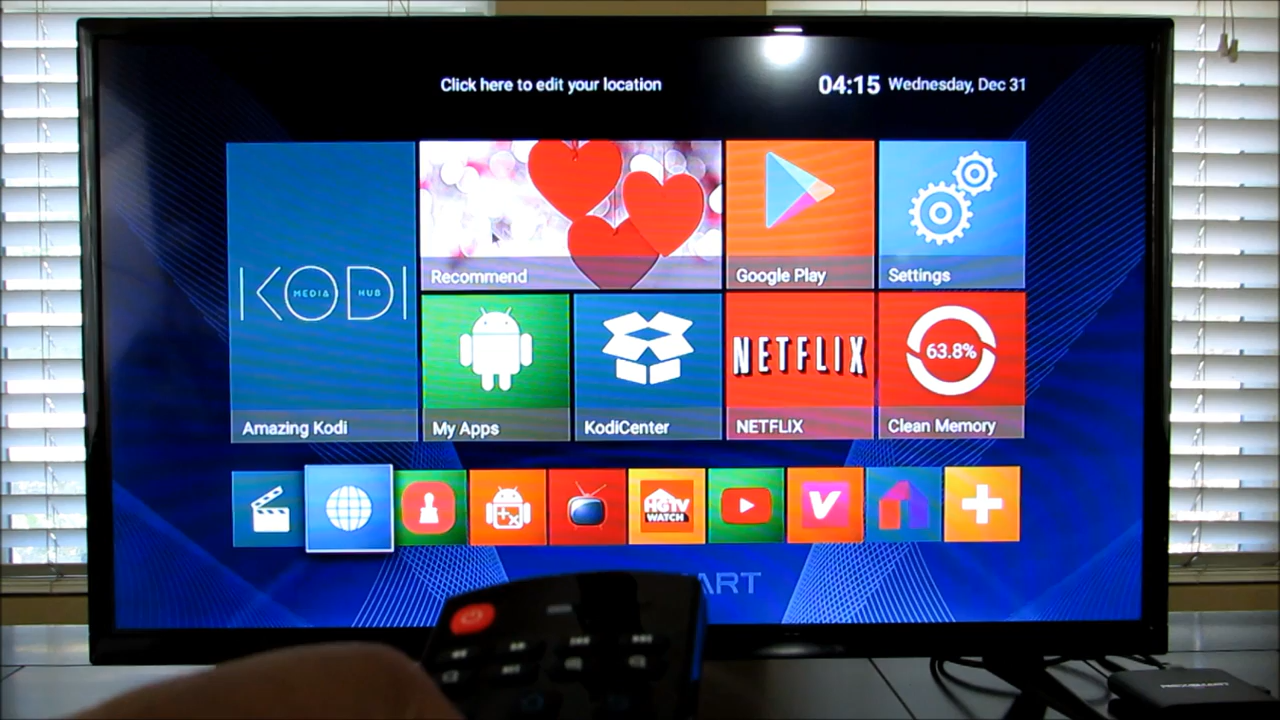 Click here to edit your location
04:15 Wednesday, Dec 31
KODI
MEDIA HUB
Amazing Kodi
Recommend
Google Play
Settings
My Apps
KodiCenter
NETFLIX
NETFLIX
63.8%
Clean Memory
HGTV
WATCH